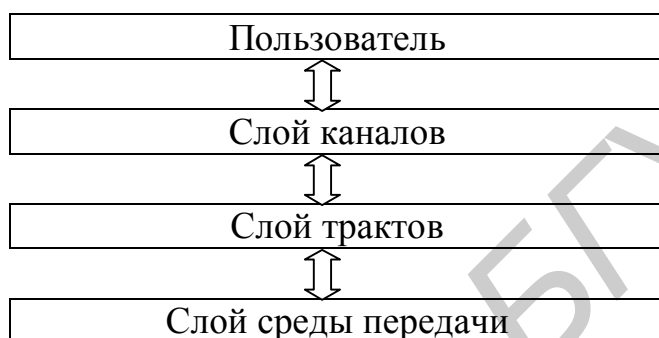 Пользователь
Слой каналов
Слой трактов
Слой среды передачи